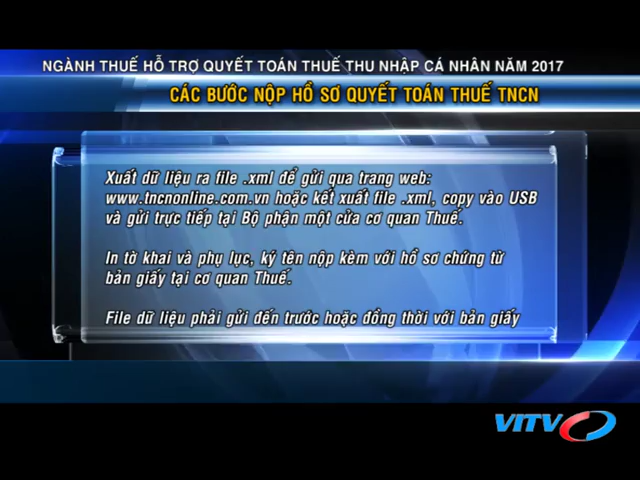 NGÀNH THUẾ HỖ TRỢ QUYẾT TOÁN THUẾ THU NHẬP CÁ NHÂN NĂM 2017
CÁC BƯỚC NỘP HỒ SƠ QUYẾT TOÁN THUẾ TNCN
Xuất dữ liệu ra file .xml để gửi qua trang web:
www.tncnonline.com.vn hoặc kết xuất file .xml, copy vào USB
và gửi trực tiếp tại Bộ phận một cửa cơ quan Thuế.
In tờ khai và phụ lục, ký tên nộp kèm với hồ sơ chứng từ
bản giấy tại cơ quan Thuế.
File dữ liệu phải gửi đến trước hoặc đồng thời với bản giấy
VITV